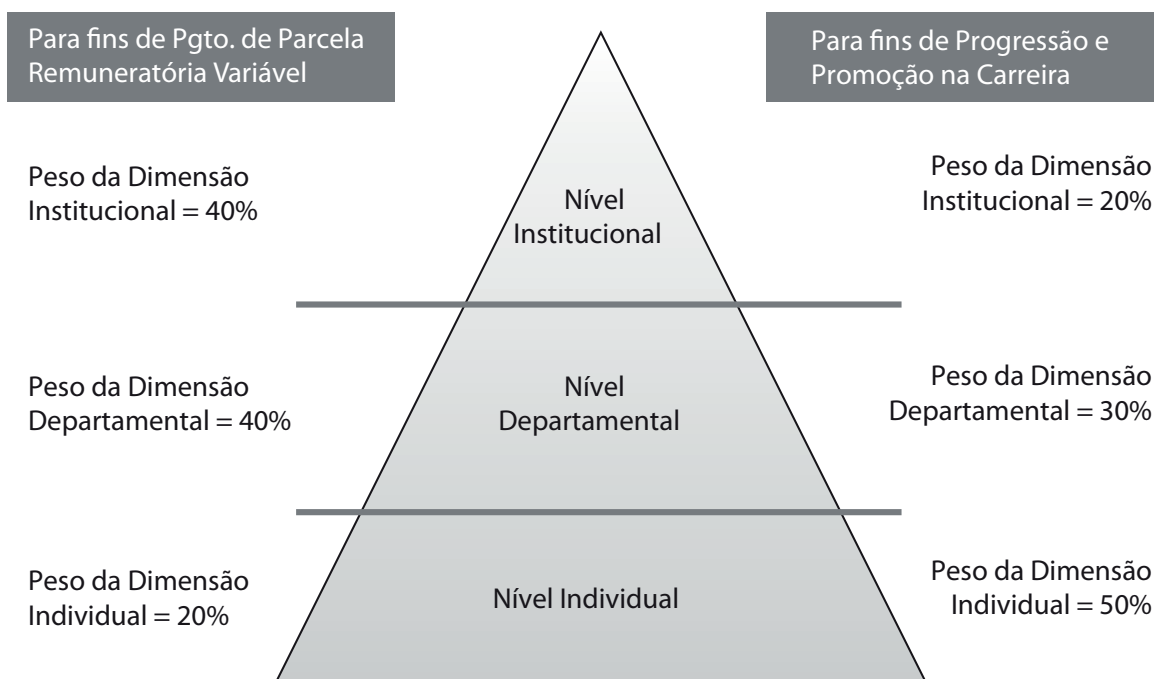 Para fins de Pgto. de Parcela
Remuneratória Variável
Para fins de Progressão e
Promoção na Carreira
Peso da Dimensão
Institucional = 40%
Nível
Institucional
Peso da Dimensão
Institucional = 20%
Peso da Dimensão
Departamental = 40%
Nível
Departamental
Peso da Dimensão
Departamental = 30%
Peso da Dimensão
Individual = 20%
Nível Individual
Peso da Dimensão
Individual = 50%